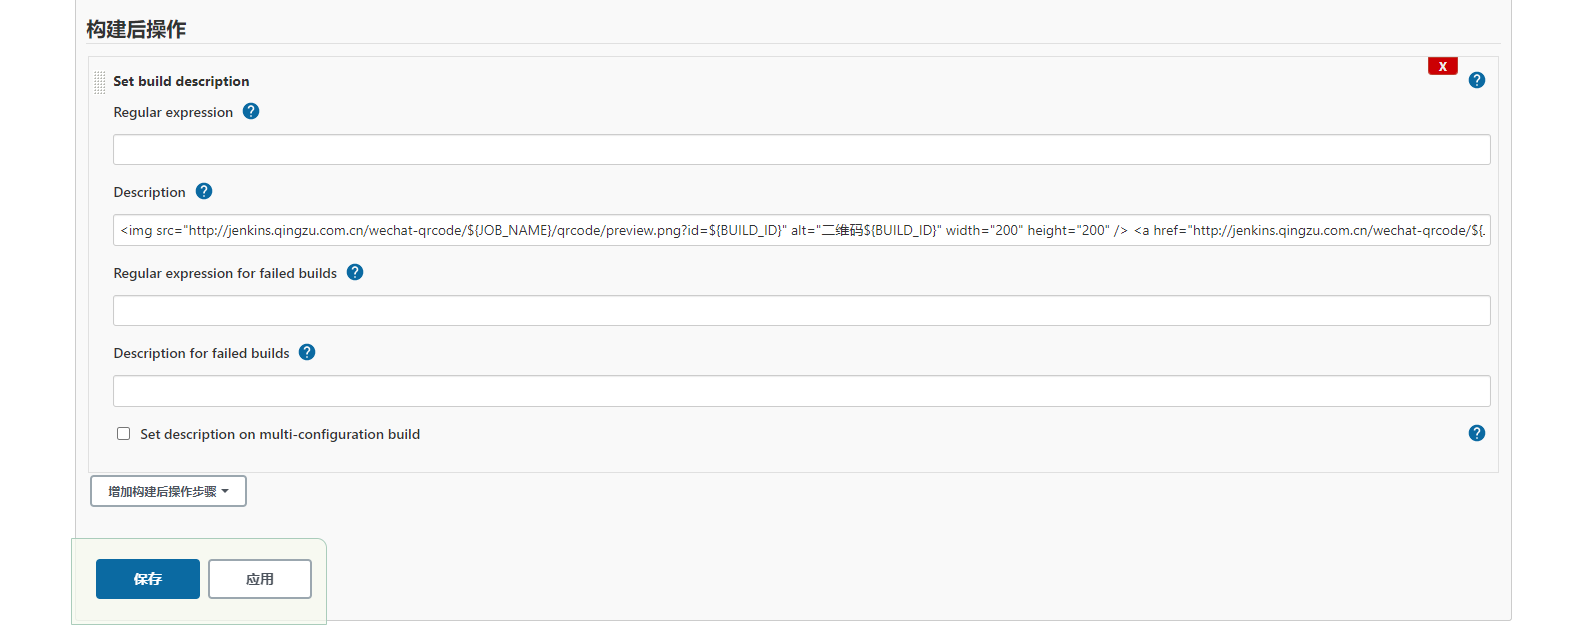 构建后操作
X
Set build description
?
Regular expression ?
Description ?
<img src="http://jenkins.qingzu.com.cn/wechat-qrcode/${JOB_NAME}/qrcode/preview.png?id=${BUILD_ID}" alt="二维码${BUILD_ID}" width="200" height="200" /> <a href="http://jenkins.qingzu.com.cn/wechat-qrcode/${.
Regular expression for failed builds ?
Description for failed builds ?
Set description on multi-configuration build ?
增加构建后操作步骤
保存 应用